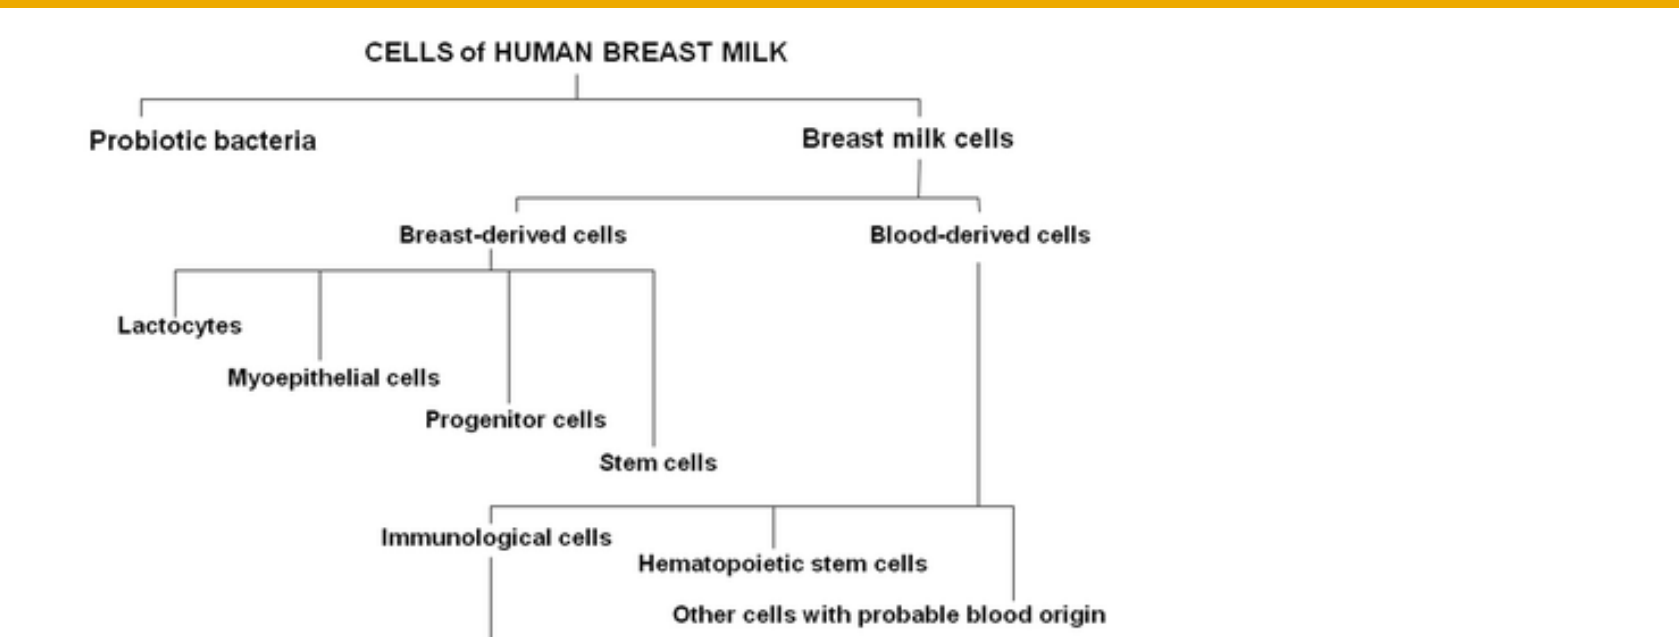 CELLS of HUMAN BREAST MILK
Probiotic bacteria
Breast milk cells
Breast-derived cells
Blood-derived cells
Lactocytes
Myoepithelial cells
Progenitor cells
Stem cells
Immunological cells
Hematopoietic stem cells
Other cells with probable blood origin